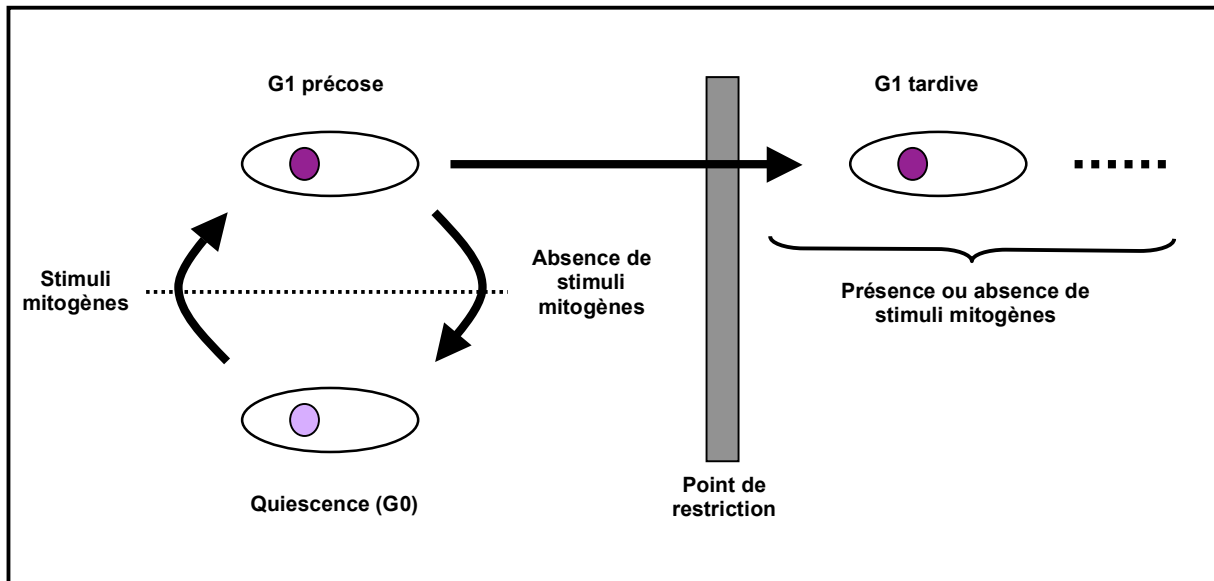 G1 précose
G1 tardive
Stimuli
mitogènes
Absence de
stimuli
mitogènes
Présence ou absence de
stimuli mitogènes
Quiescence (G0)
Point de
restriction